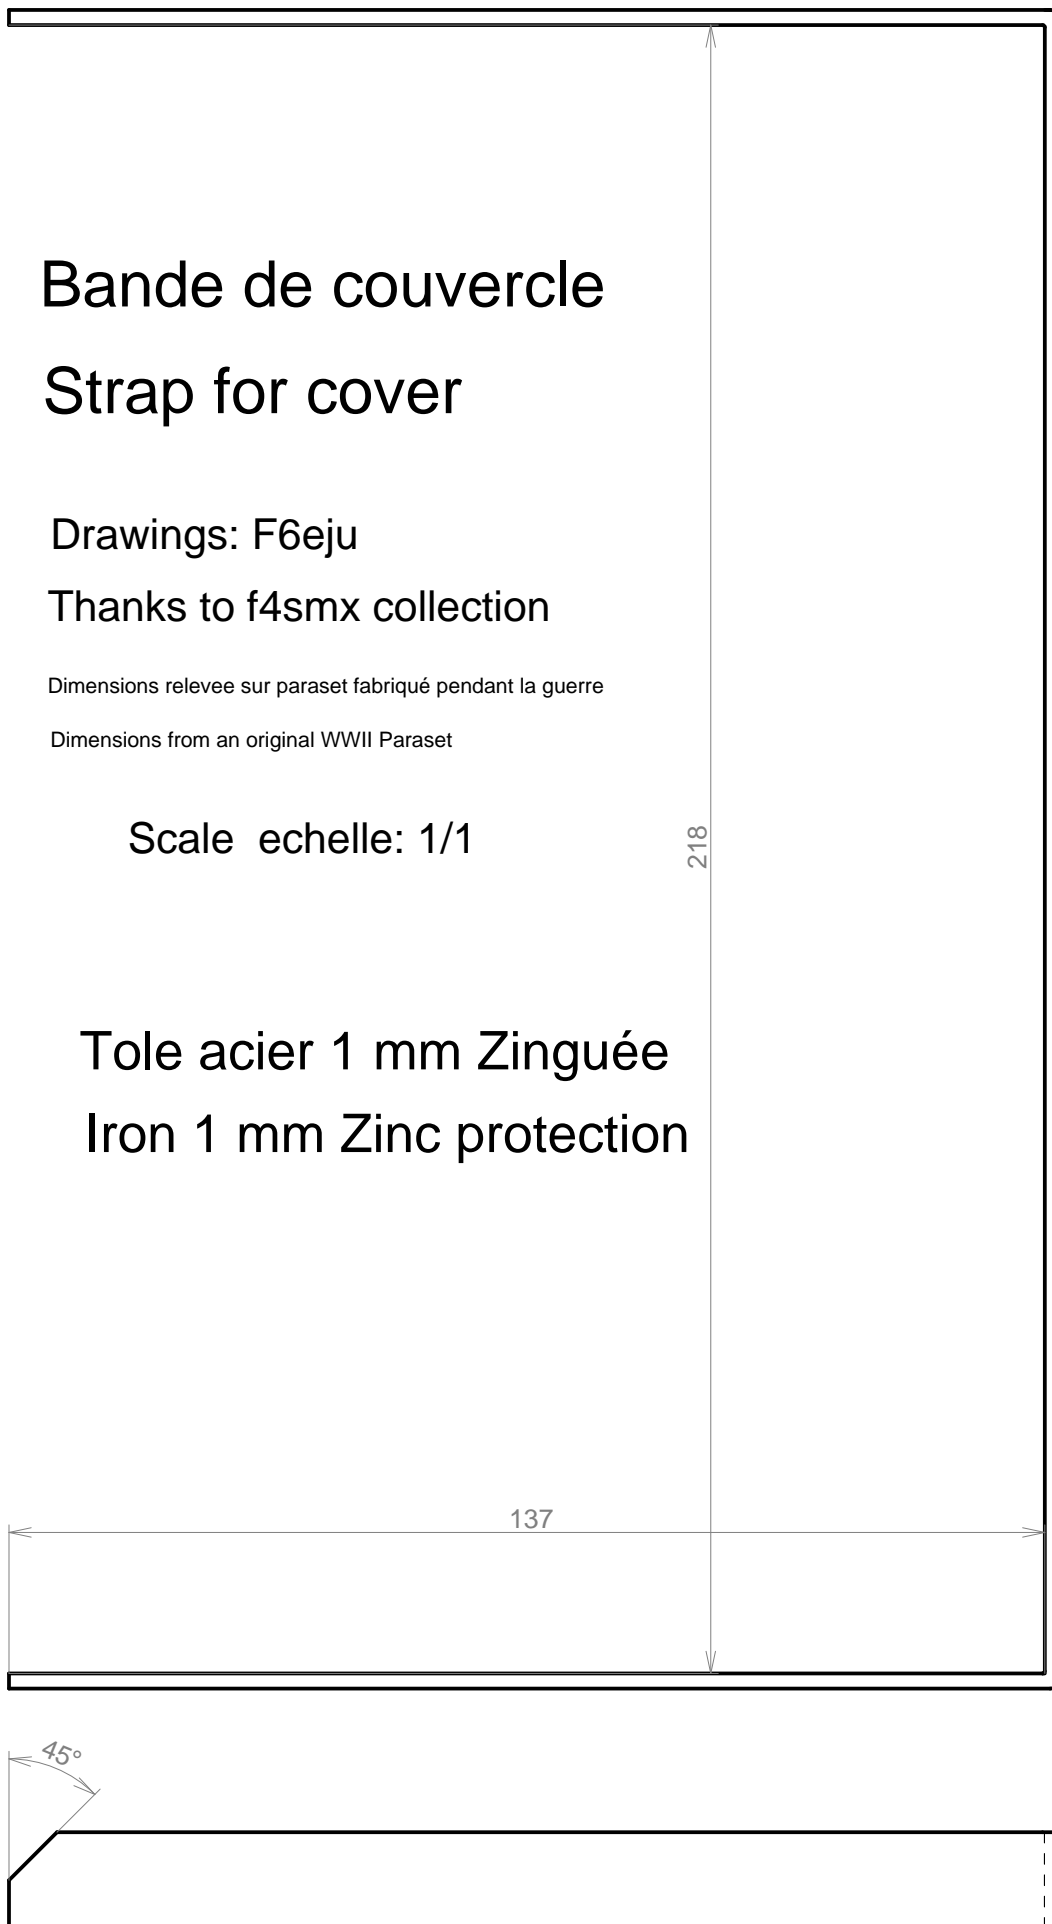 Bande de couvercle
Strap for cover
Drawings: F6eju
Thanks to f4smx collection
Dimensions relevee sur paraset fabriqué pendant la guerre
Dimensions from an original WWII Paraset
Scale  echelle: 1/1
218
Tole acier 1 mm Zinguée
Iron 1 mm Zinc protection
137
45°